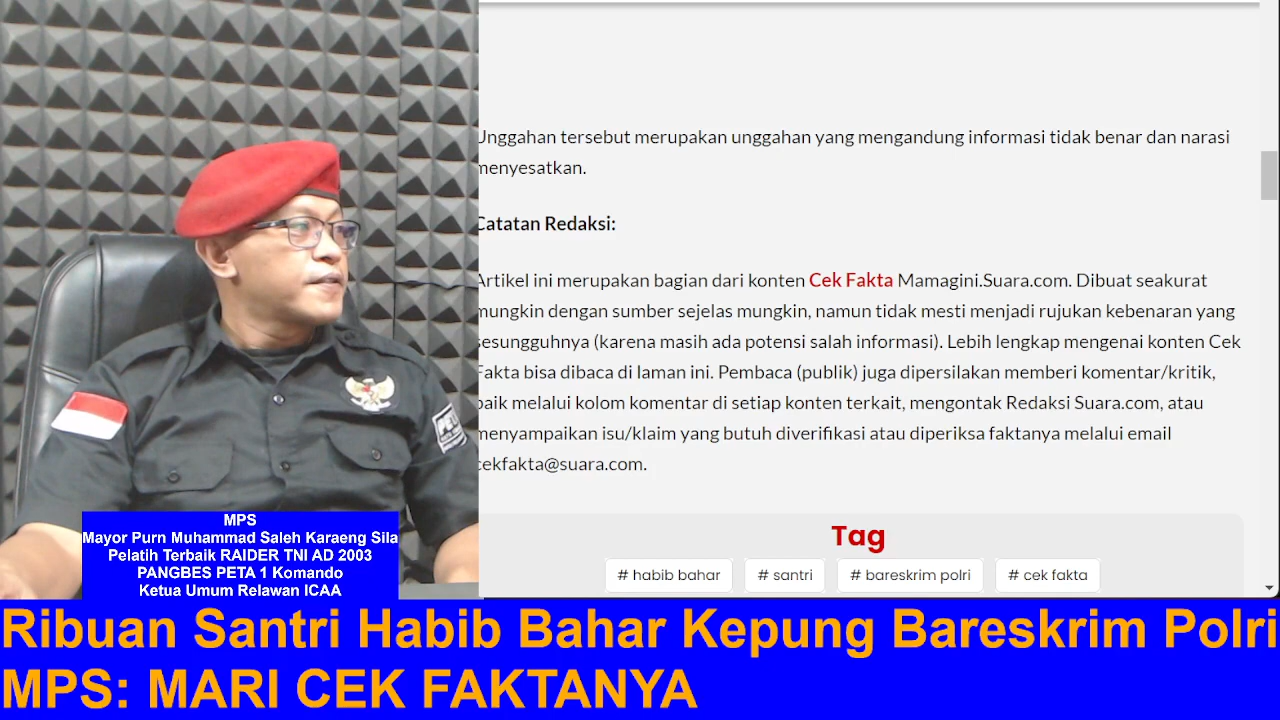 Unggahan tersebut merupakan unggahan yang mengandung informasi tidak benar dan narasi
menyesatkan.
Catatan Redaksi:
Artikel ini merupakan bagian dari konten Cek Fakta Mamagini.Suara.com. Dibuat seakurat
mungkin dengan sumber sejelas mungkin, namun tidak mesti menjadi rujukan kebenaran yang
sesungguhnya (karena masih ada potensi salah informasi). Lebih lengkap mengenai konten Cek
Fakta bisa dibaca di laman ini. Pembaca (publik) juga dipersilakan memberi komentar/kritik,
baik melalui kolom komentar di setiap konten terkait, mengontak Redaksi Suara.com, atau
menyampaikan isu/klaim yang butuh diverifikasi atau diperiksa faktanya melalui email
cekfakta@suara.com.
Tag
# habib bahar
# santri
# bareskrim polri
# cek fakta
MPS
Mayor Purn Muhammad Saleh Karaeng Sila
Pelatih Terbaik RAIDER TNI AD 2003
PANGBES PETA 1 Komando
Ketua Umum Relawan ICAA
Ribuan Santri Habib Bahar Kepung Bareskrim Polri
MPS: MARI CEK FAKTANYA